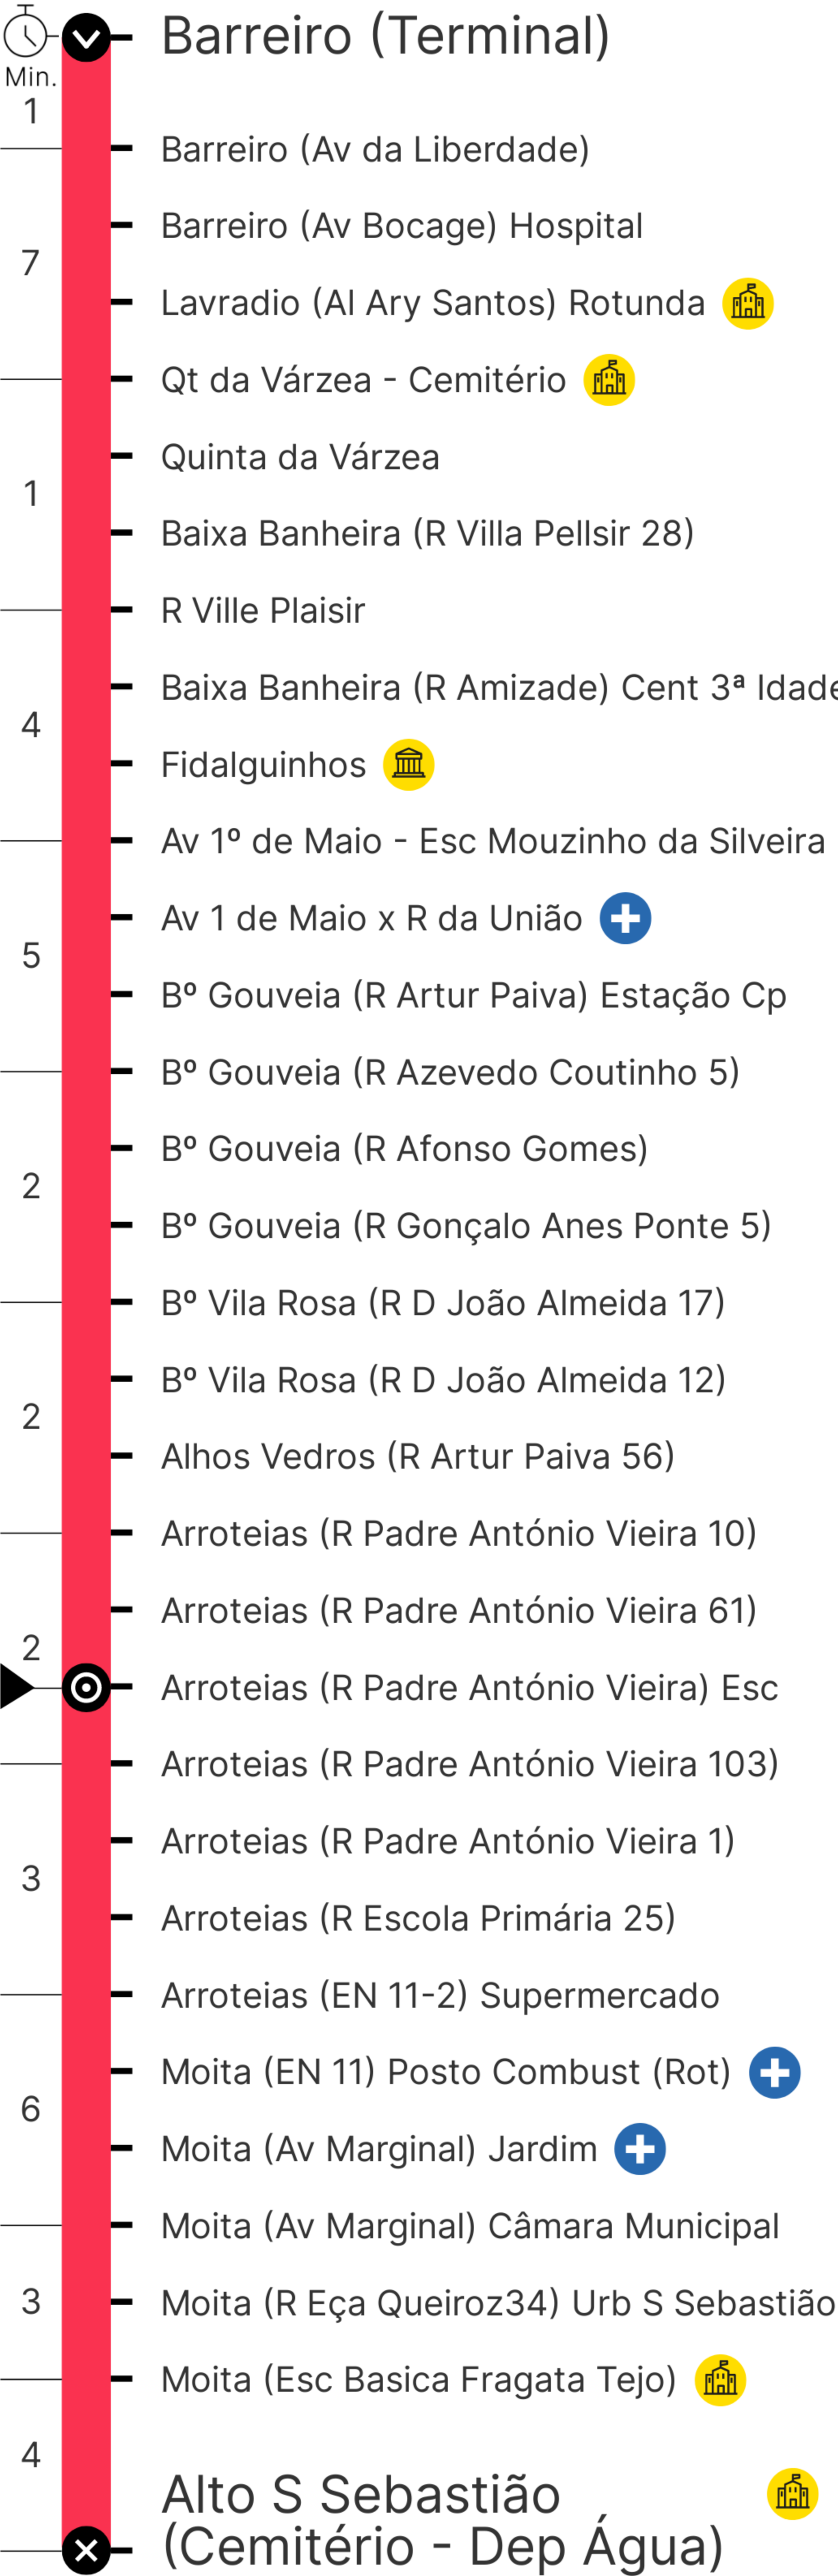 Barreiro (Terminal)
Min.
1
Barreiro (Av da Liberdade)
Barreiro (Av Bocage) Hospital
7
Lavradio (Al Ary Santos) Rotunda
Qt da Várzea - Cemitério
Quinta da Várzea
1
Baixa Banheira (R Villa Pellsir 28)
R Ville Plaisir
Baixa Banheira (R Amizade) Cent 3ª Idade
4
Fidalguinhos
Av 1º de Maio - Esc Mouzinho da Silveira
Av 1 de Maio x R da União
5
Bº Gouveia (R Artur Paiva) Estação Cp
Bº Gouveia (R Azevedo Coutinho 5)
Bº Gouveia (R Afonso Gomes)
2
Bº Gouveia (R Gonçalo Anes Ponte 5)
Bº Vila Rosa (R D João Almeida 17)
Bº Vila Rosa (R D João Almeida 12)
2
Alhos Vedros (R Artur Paiva 56)
Arroteias (R Padre António Vieira 10)
Arroteias (R Padre António Vieira 61)
2
Arroteias (R Padre António Vieira) Esc
Arroteias (R Padre António Vieira 103)
Arroteias (R Padre António Vieira 1)
3
Arroteias (R Escola Primária 25)
Arroteias (EN 11-2) Supermercado
Moita (EN 11) Posto Combust (Rot)
6
Moita (Av Marginal) Jardim
Moita (Av Marginal) Câmara Municipal
3
Moita (R Eça Queiroz34) Urb S Sebastião
Moita (Esc Basica Fragata Tejo)
4
Alto S Sebastião
(Cemitério - Dep Água)